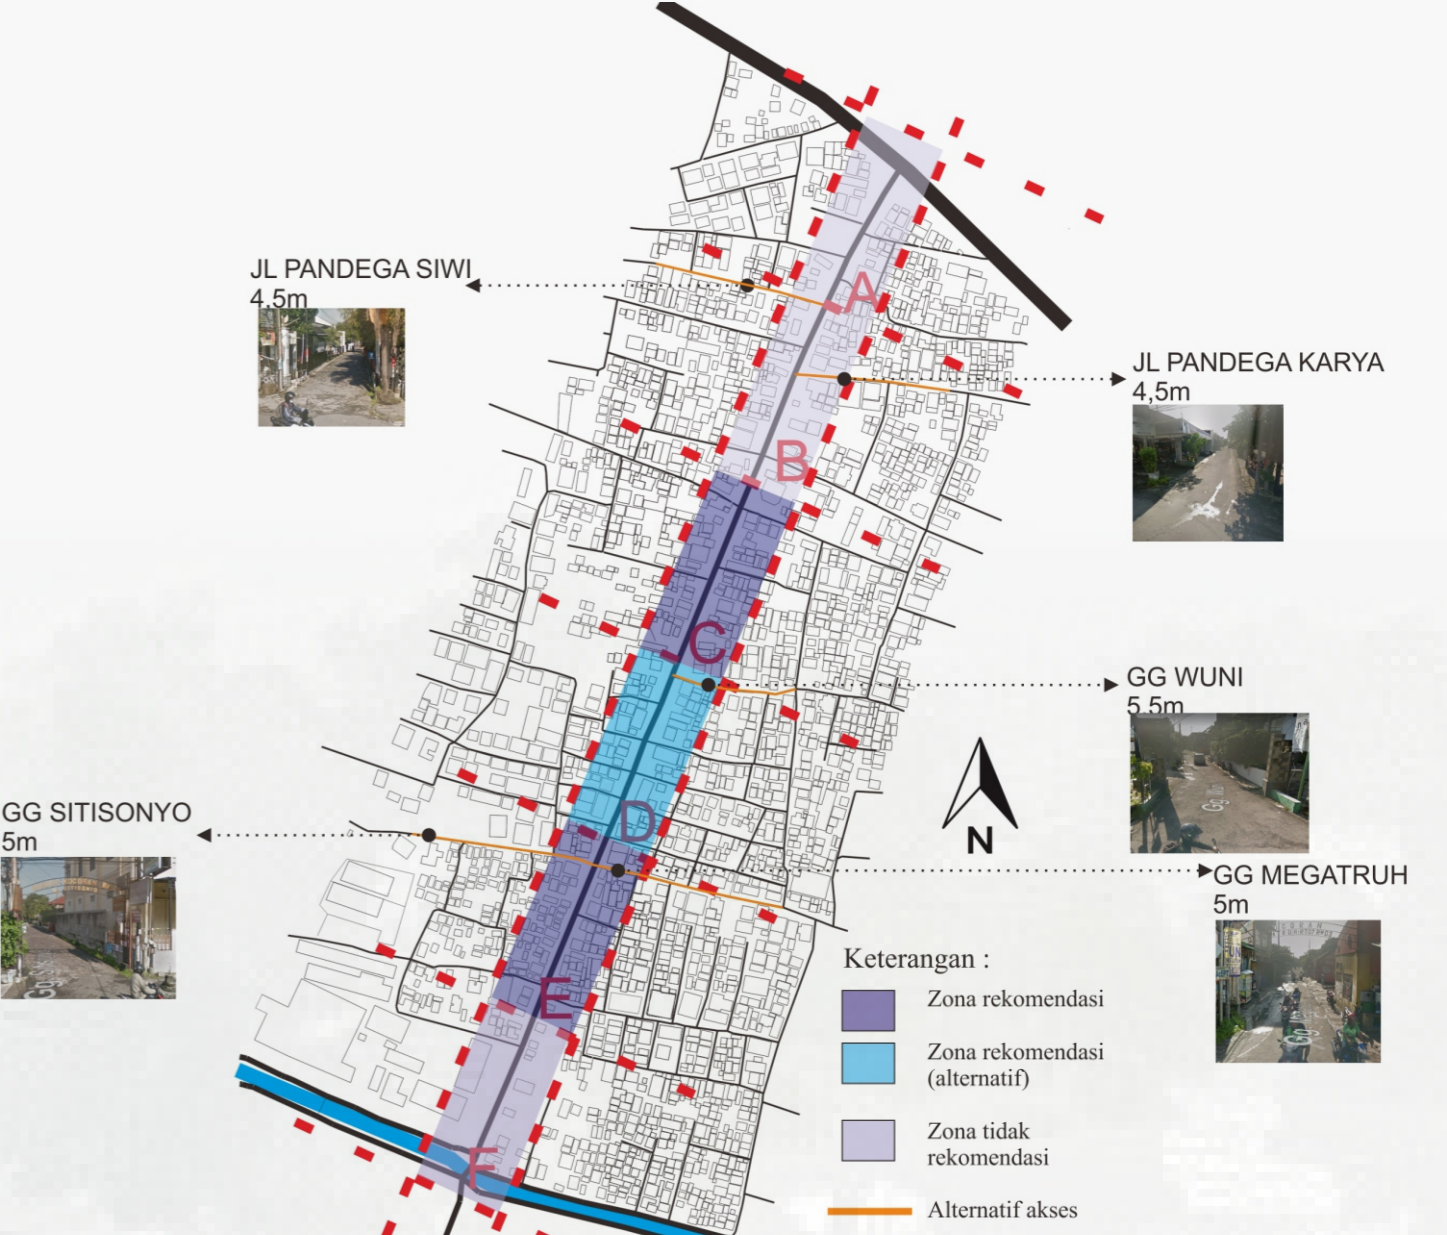 A
JL PANDEGA SIWI
4,5m
JL PANDEGA KARYA
4,5m
B
C
GG WUNI
5,5m
N
D
GG SITISONYO
5m
GG MEGATRUH
5m
E
Keterangan :
Zona rekomendasi
Zona rekomendasi
(alternatif)
Zona tidak
rekomendasi
F
Alternatif akses